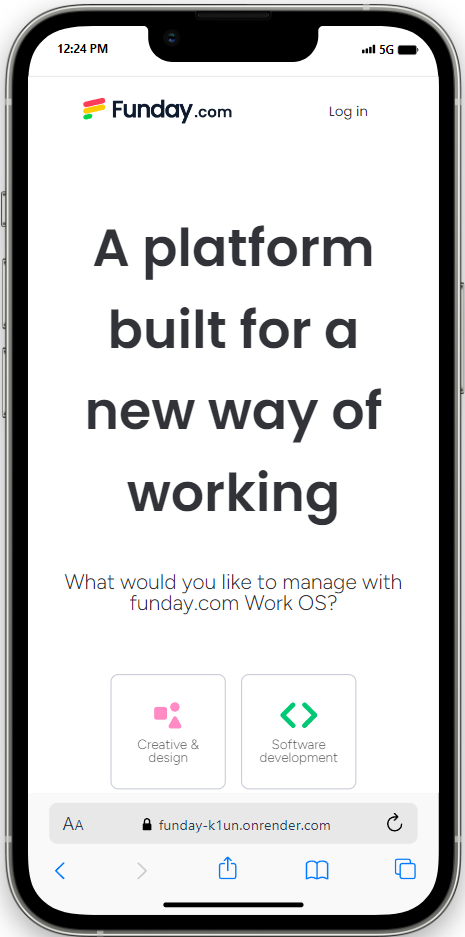 12:24 PM 5G
Funday.com Log in
A platform
built for a
new way of
working
What would you like to manage with
funday.com Work OS?
Creative &
design
Software
development
AA funday-k1un.onrender.com